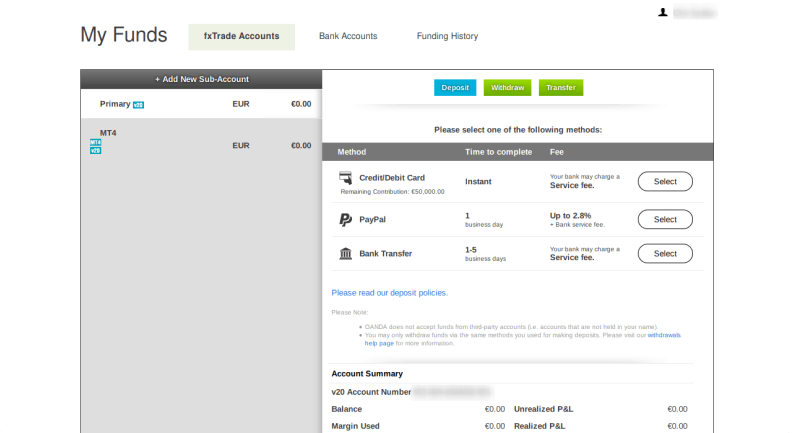 My Funds
fxTrade Accounts
Bank Accounts
Funding History
+ Add New Sub-Account
Primary v20 EUR €0.00
MT4
MT4
v20
EUR €0.00
Deposit Withdraw Transfer
Please select one of the following methods:
Method Time to complete Fee
Credit/Debit Card
Remaining Contribution: €50,000.00
Instant
Your bank may charge a
Service fee.
Select
PayPal
1
business day
Up to 2.8%
+ Bank service fee.
Select
Bank Transfer
1-5
business days
Your bank may charge a
Service fee.
Select
Please read our deposit policies.
Please Note:
• OANDA does not accept funds from third-party accounts (i.e. accounts that are not held in your name).
• You may only withdraw funds via the same methods you used for making deposits. Please visit our withdrawals
help page for more information.
Account Summary
v20 Account Number
Balance €0.00 Unrealized P&L €0.00
Margin Used €0.00 Realized P&L €0.00